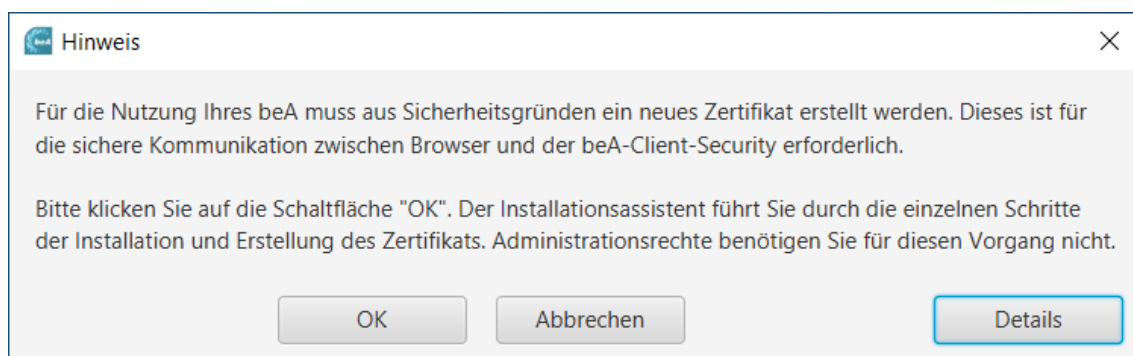 beA Hinweis
Für die Nutzung Ihres beA muss aus Sicherheitsgründen ein neues Zertifikat erstellt werden. Dieses ist für
die sichere Kommunikation zwischen Browser und der beA-Client-Security erforderlich.
Bitte klicken Sie auf die Schaltfläche "OK". Der Installationsassistent führt Sie durch die einzelnen Schritte
der Installation und Erstellung des Zertifikats. Administrationsrechte benötigen Sie für diesen Vorgang nicht.
OK Abbrechen Details